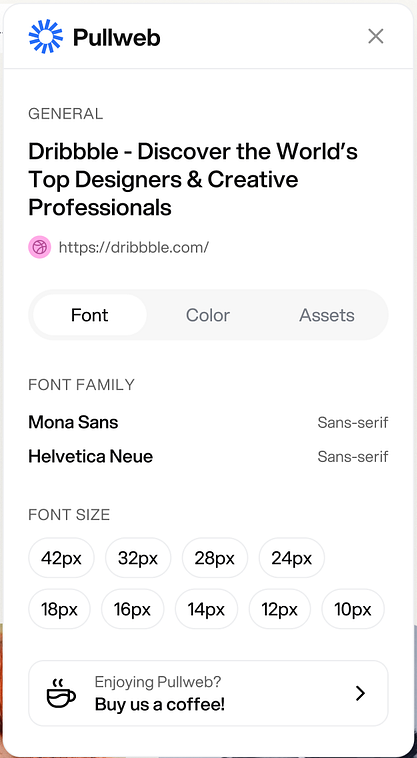 Pullweb
GENERAL
Dribbble - Discover the World’s
Top Designers & Creative
Professionals
https://dribbble.com/
Font Color Assets
FONT FAMILY
Mona Sans Sans-serif
Helvetica Neue Sans-serif
FONT SIZE
42px 32px 28px 24px
18px 16px 14px 12px 10px
Enjoying Pullweb?
Buy us a coffee!